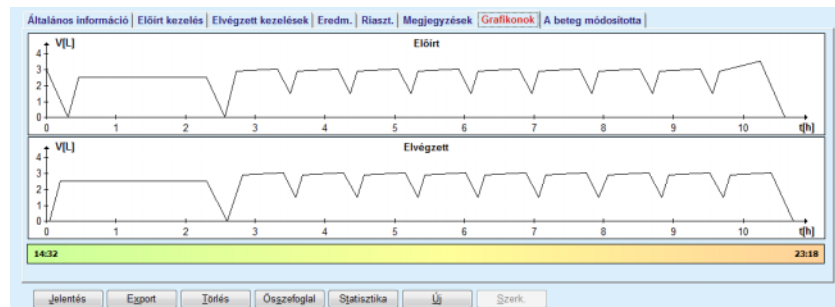 Általános információ Előírt kezelés Elvégzett kezelések Eredm. Riaszt. Megjegyzések Grafikonok A beteg módosította
V[L] Előírt
4
3
2
1
0
0 1 2 3 4 5 6 7 8 9 10 t[h]
V[L] Elvégzett
4
3
2
1
0
0 1 2 3 4 5 6 7 8 9 10 t[h]
14:32 23:18
Jelentés Export Törlés Összefoglal Statisztika Új Szerk.